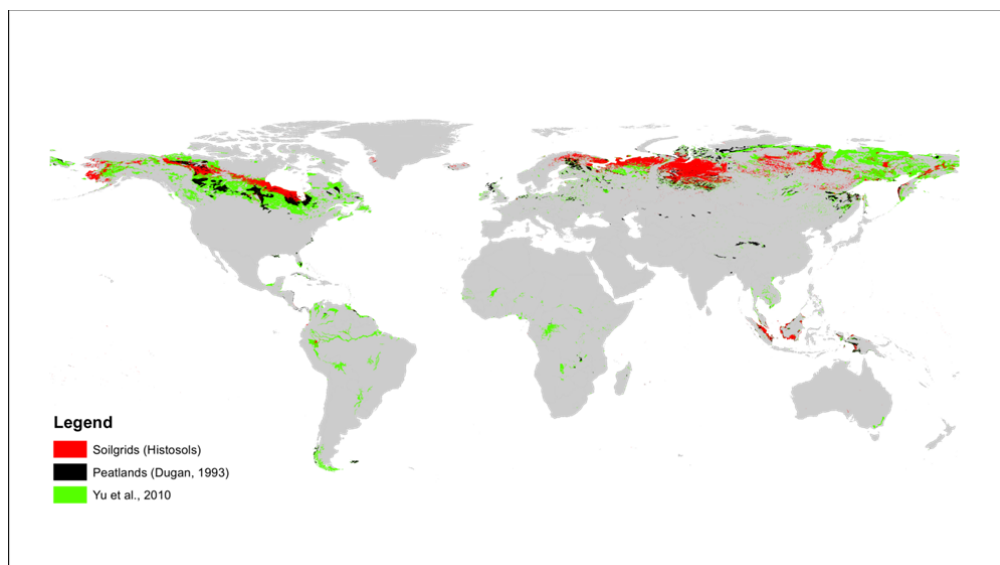 Legend
Soilgrids (Histosols)
Peatlands (Dugan, 1993)
Yu et al., 2010